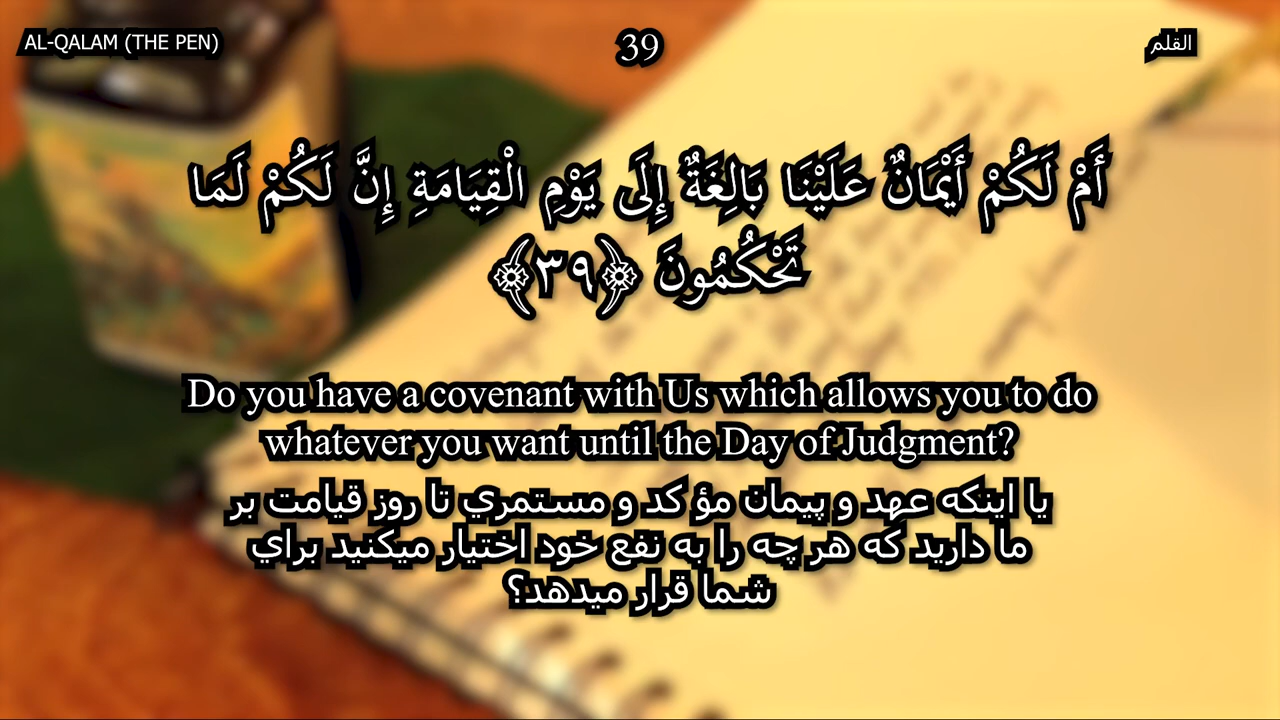 AL-QALAM (THE PEN)
39
القلم
أَمْ لَكُمْ أَيْمَانٌ عَلَيْنَا بَالِغَةٌ إِلَى يَوْمِ الْقِيَامَةِ إِنَّ لَكُمْ لَمَا
تَحْكُمُونَ ﴿۳۹﴾
Do you have a covenant with Us which allows you to do
whatever you want until the Day of Judgment?
يا اينكه عهد و پيمان مؤ كد و مستمري تا روز قيامت بر
ما داريد كه هر چه را به نفع خود اختيار ميكنيد براي
شما قرار ميدهد؟